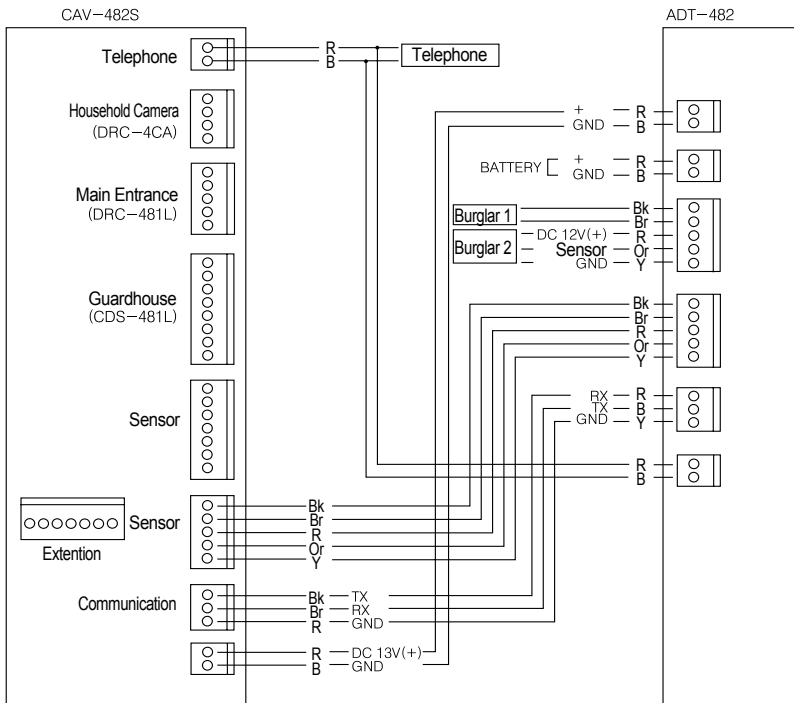 CAV-482S
ADT-482
Telephone
R
B
Telephone
Household Camera
(DRC-4CA)
+ R
GND B
BATTERY + R
GND B
Main Entrance
(DRC-481L)
Burglar 1
Bk
Br
Burglar 2
DC 12V(+) R
Sensor Or
GND Y
Guardhouse
(CDS-481L)
Bk
Br
R
Or
Y
RX R
TX B
GND Y
Sensor
R
B
Sensor
Extention
Bk
Br
R
Or
Y
Communication
Bk TX
Br RX
R GND
R DC 13V(+)
B GND